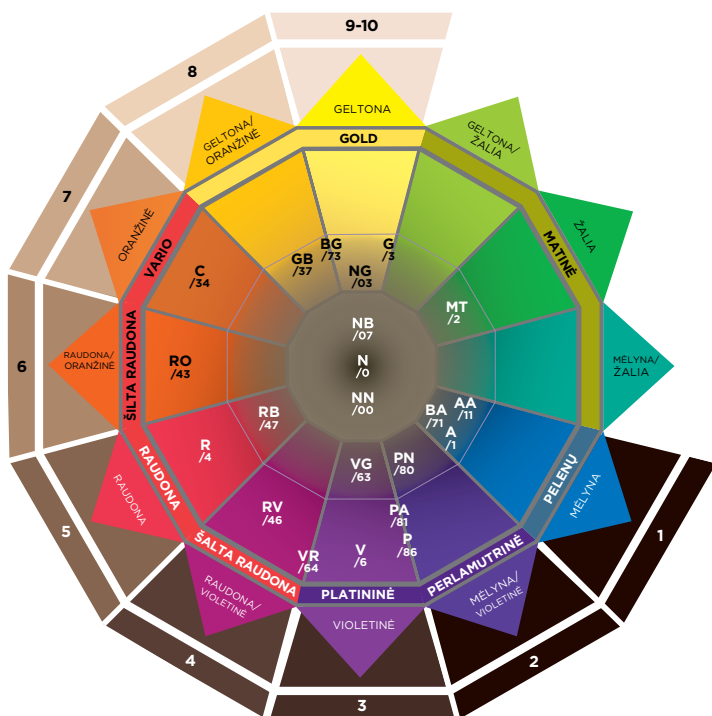 9-10
8
7
6
5
4
3
2
1
GELTONA
GELTONA/
ORANŽINĖ
GELTONA/
ŽALIA
ORANŽINĖ
ŽALIA
RAUDONA/
ORANŽINĖ
MĖLYNA/
ŽALIA
RAUDONA
MĖLYNA
RAUDONA/
VIOLETINĖ
MĖLYNA/
VIOLETINĖ
VIOLETINĖ
GOLD
MATINĖ
VARIO
ŠILTA RAUDONA
RAUDONA
ŠALTA RAUDONA
PLATININĖ
PERLAMUTRINĖ
PELENŲ
BG
/73
G
/3
GB
/37
NG
/03
C
/34
MT
/2
NB
/07
RO
/43
N
/0
NN
/00
RB
/47
BA
/71
AA
/11
A
/1
R
/4
VG
/63
PN
/80
RV
/46
PA
/81
P
/86
VR
/64
V
/6